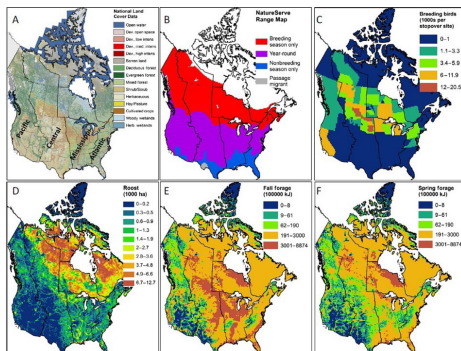 A
National Land
Cover Data
Open water
Dev., open space
Dev., low intens.
Dev., med. intens.
Dev., high intens.
Barren land
Deciduous forest
Evergreen forest
Mixed forest
Shrub/Scrub
Herbaceous
Hay/Pasture
Cultivated crops
Woody wetlands
Herb. wetlands
Pacific
Central
Mississippi
Atlantic
B
NatureServe
Range Map
Breeding
season only
Year round
Nonbreeding
season only
Passage
migrant
C
Breeding birds
(1000s per
stopover site)
0–1
1.1–3.3
3.4–5.9
6–11.9
12–20.5
D
Roost
(1000 ha)
0–0.2
0.3–0.5
0.6–0.9
1–1.3
1.4–1.9
2–2.7
2.8–3.6
3.7–4.8
4.9–6.6
6.7–12.7
E
Fall forage
(100000 kJ)
0–8
9–61
62–190
191–3000
3001–8874
F
Spring forage
(100000 kJ)
0–8
9–61
62–190
191–3000
3001–8874